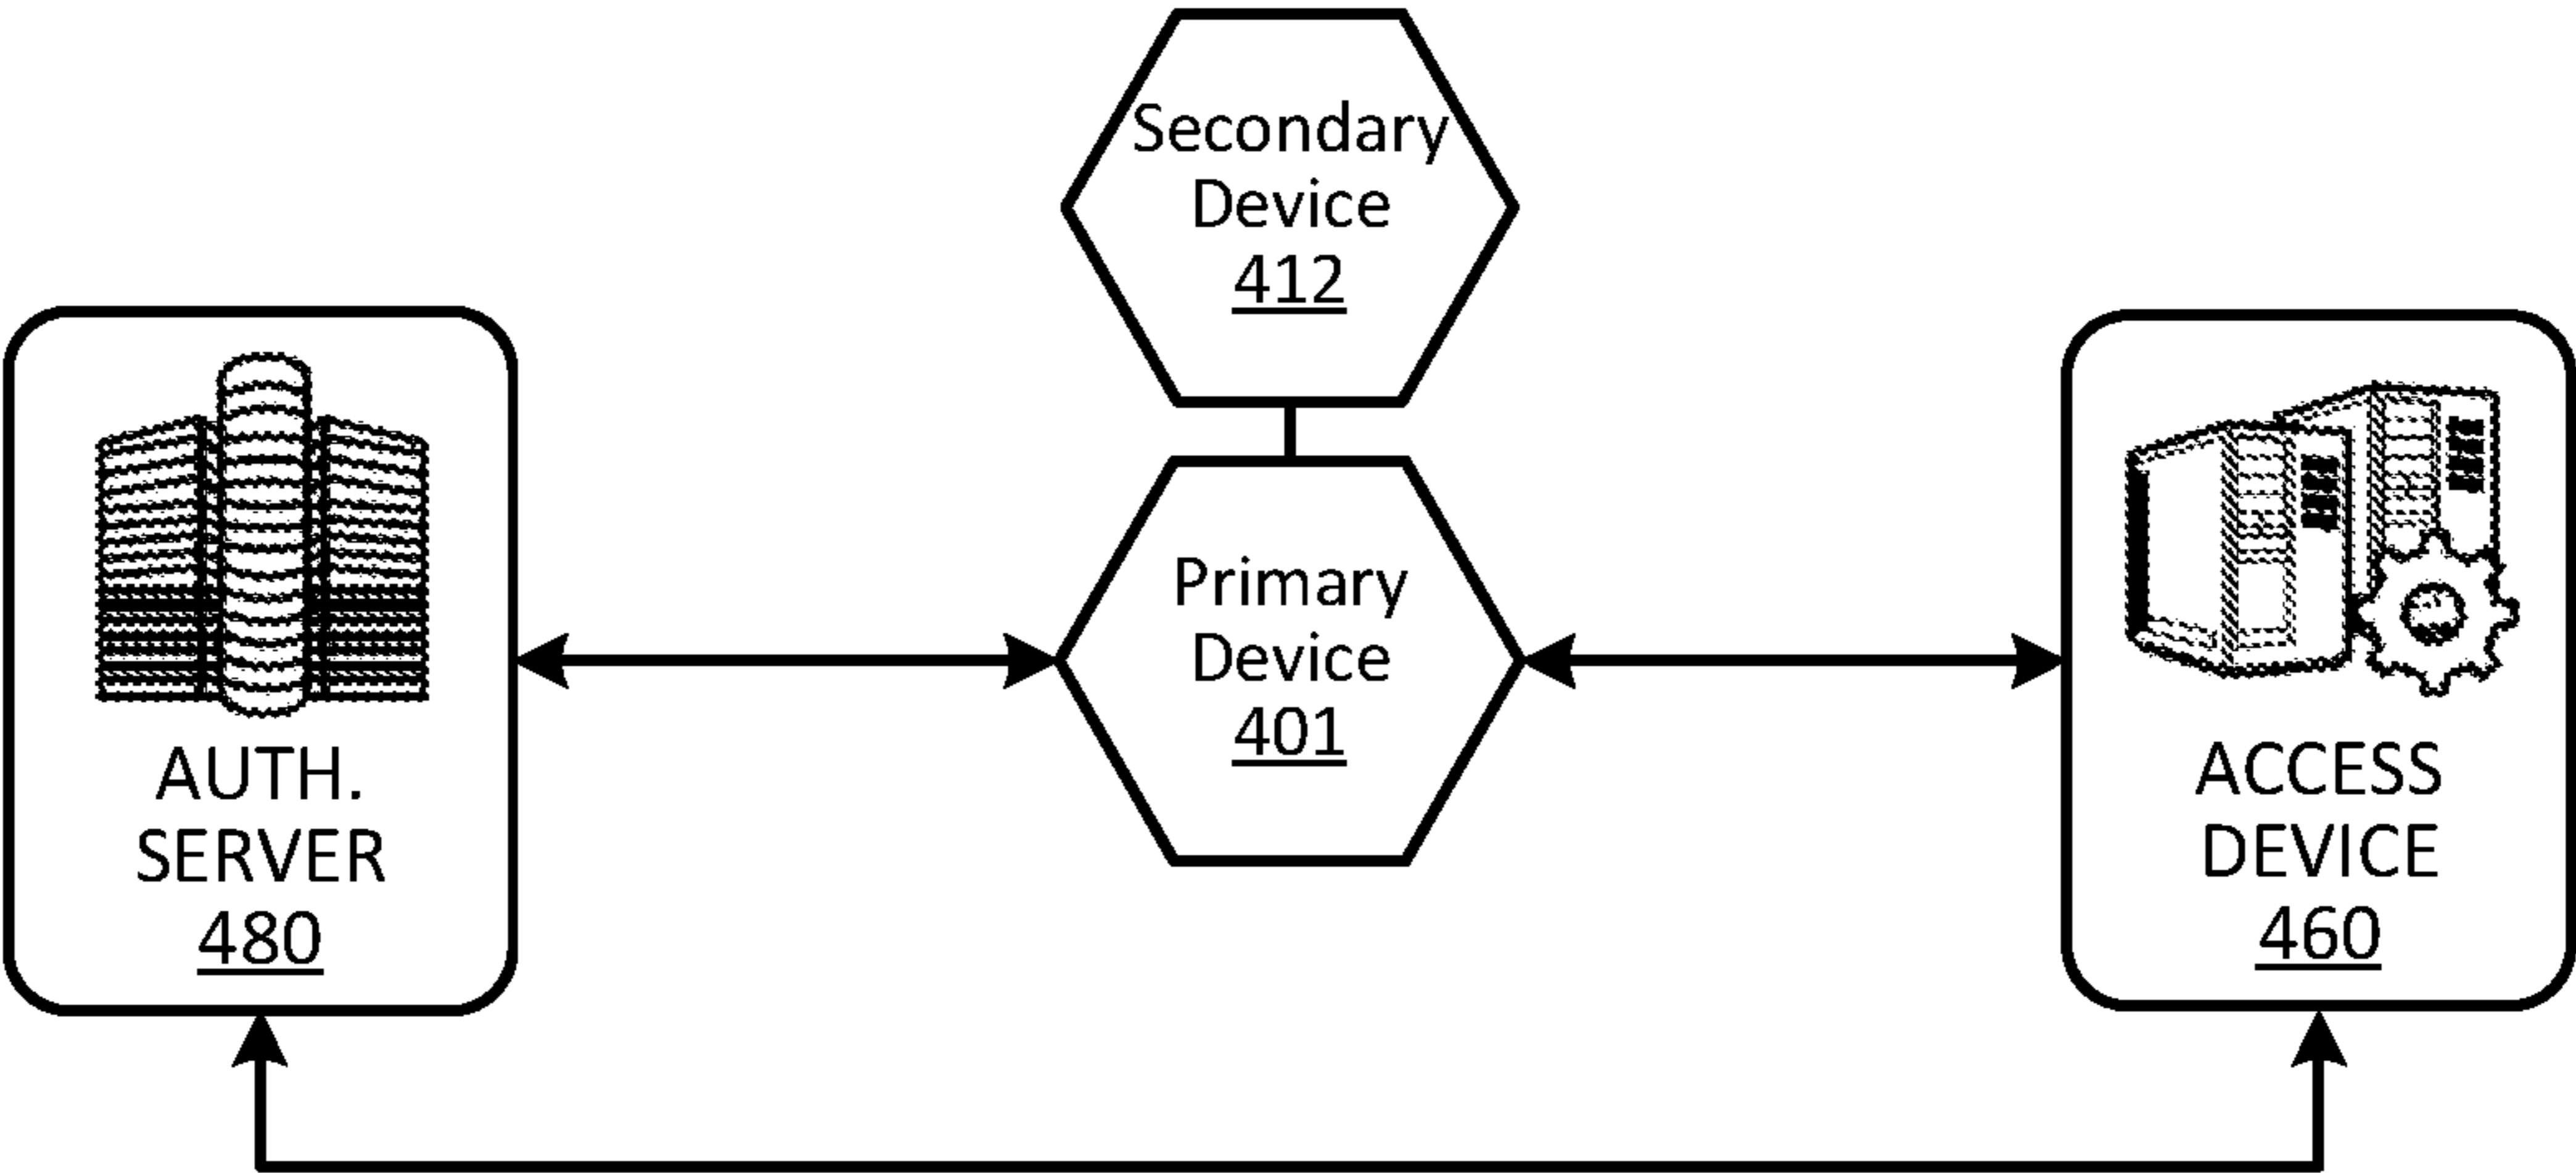 Secondary
Device
412
Primary
Device
401
AUTH.
SERVER
480
ACCESS
DEVICE
460